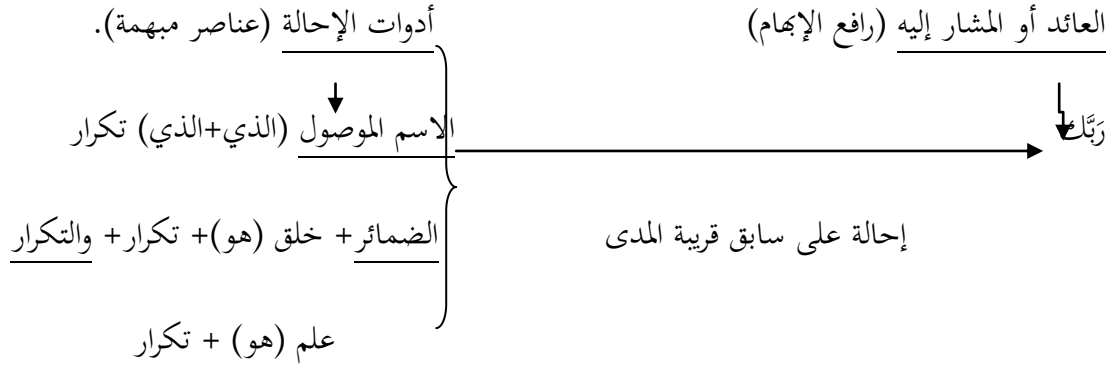 العائد أو المشار إليه (رافع الإبهام)
أدوات الإحالة (عناصر مبهمة).
رَبَّك
الاسم الموصول (الذي+الذي) تكرار
إحالة على سابق قريبة المدى
الضمائر+ خلق (هو)+ تكرار+ والتكرار
علم (هو) + تكرار